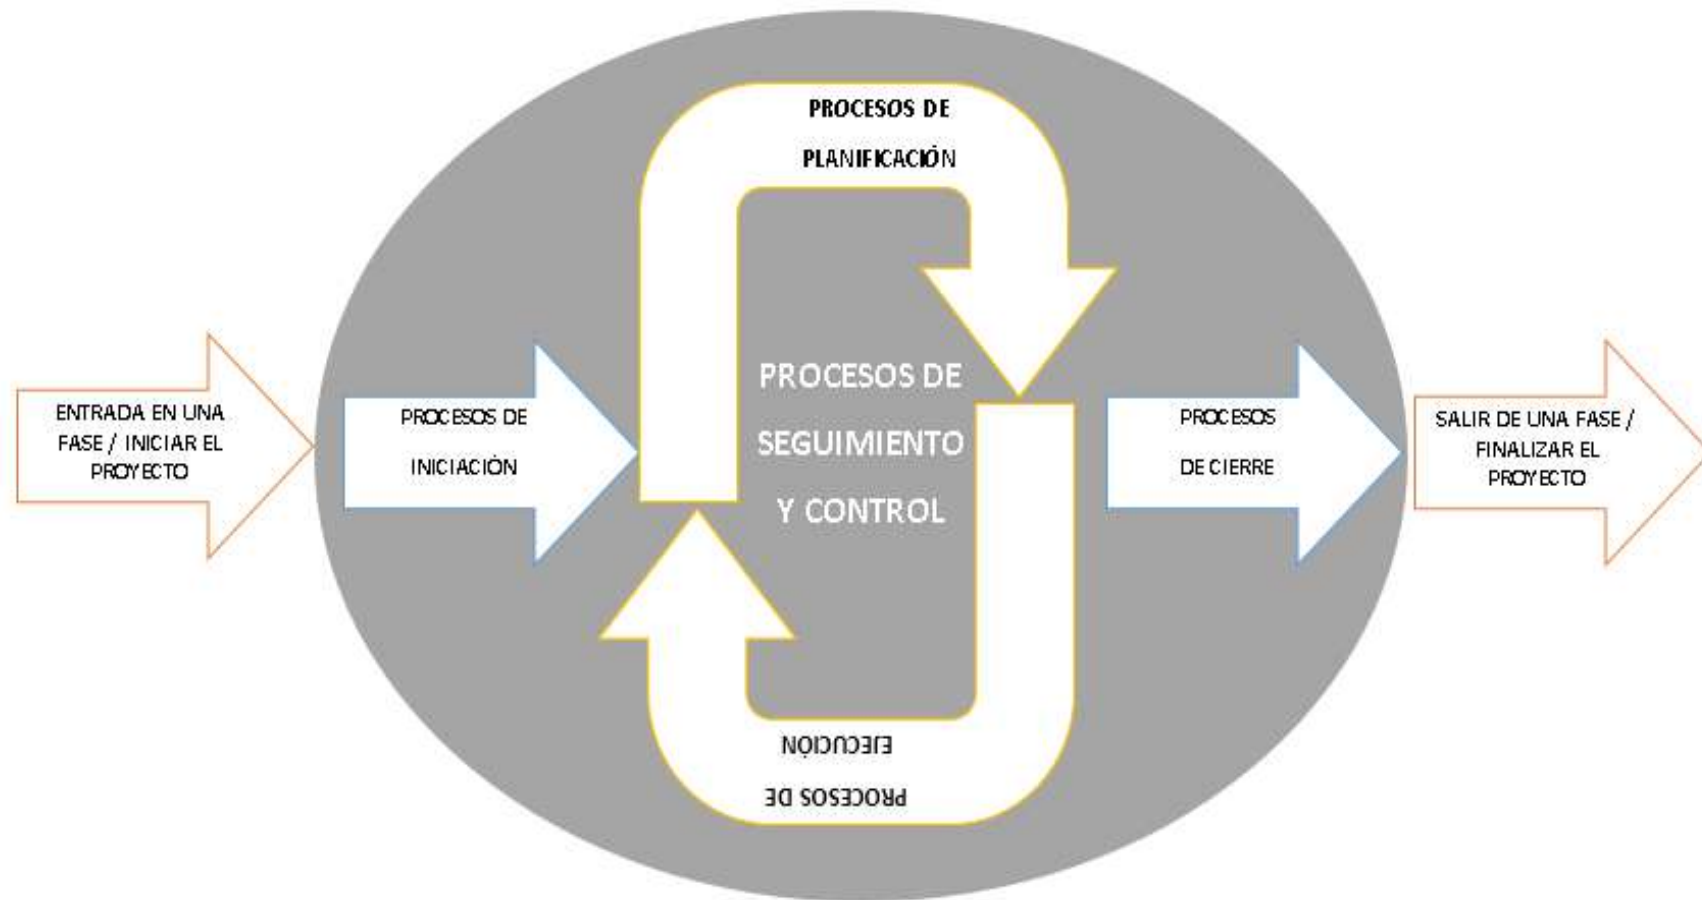 PROCESOS DE
PLANIFICACIÓN
ENTRADA EN UNA
FASE / INICIAR EL
PROYECTO
PROCESOS DE
INICIACIÓN
PROCESOS DE
SEGUIMIENTO
Y CONTROL
PROCESOS
DE CIERRE
SALIR DE UNA FASE /
FINALIZAR EL
PROYECTO
PROCESOS DE
EJECUCIÓN